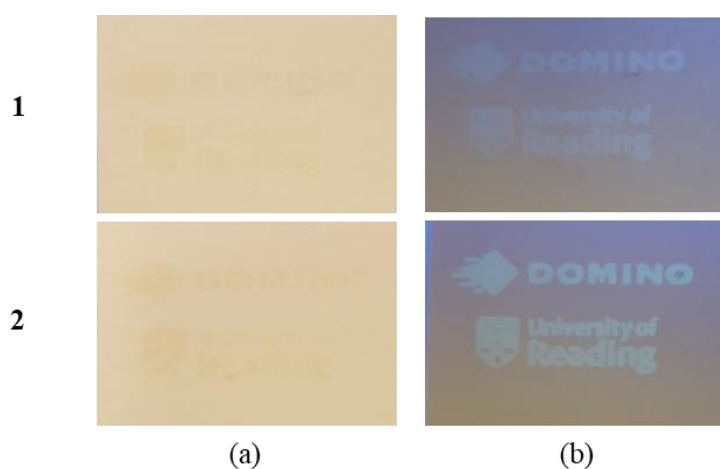 1
DOMINO
University of
Reading
2
DOMINO
University of
Reading
(a)
(b)